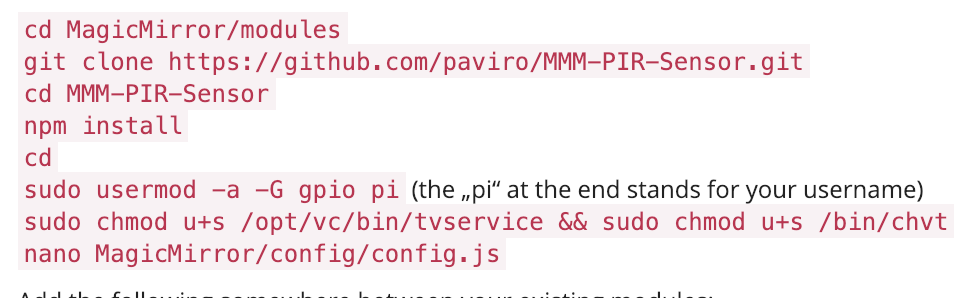 cd MagicMirror/modules
git clone https://github.com/paviro/MMM-PIR-Sensor.git
cd MMM-PIR-Sensor
npm install
cd
sudo usermod -a -G gpio pi (the „pi“ at the end stands for your username)
sudo chmod u+s /opt/vc/bin/tvservice && sudo chmod u+s /bin/chvt
nano MagicMirror/config/config.js
Add the following somewhere between your existing modules: